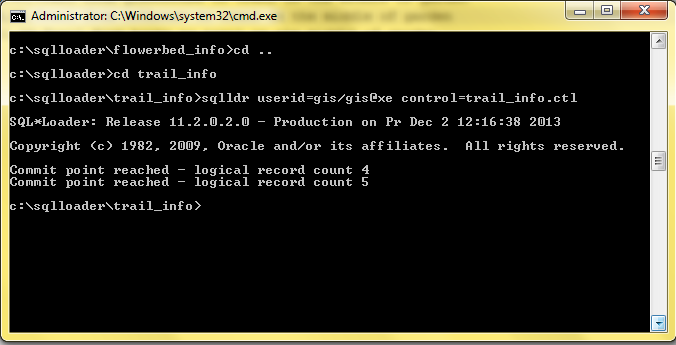 Administrator: C:\Windows\system32\cmd.exe
c:\sqlloader\flowerbed_info>cd ..
c:\sqlloader>cd trail_info
c:\sqlloader\trail_info>sqlldr userid=gis/gis@xe control=trail_info.ctl
SQL*Loader: Release 11.2.0.2.0 - Production on Pr Dec 2 12:16:38 2013
Copyright (c) 1982, 2009, Oracle and/or its affiliates.  All rights reserved.
Commit point reached - logical record count 4
Commit point reached - logical record count 5
c:\sqlloader\trail_info>